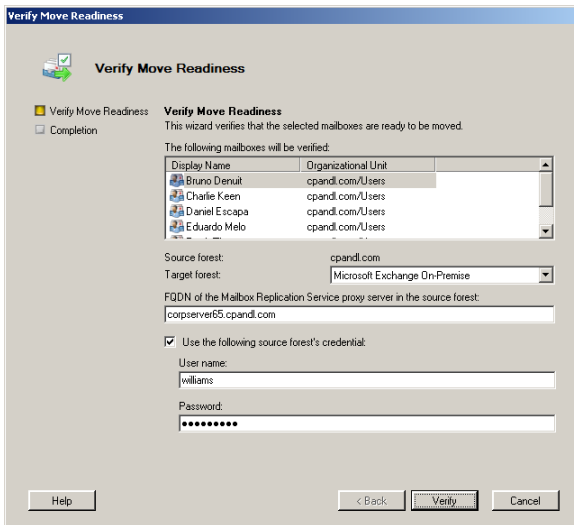 Verify Move Readiness
Verify Move Readiness
Verify Move Readiness
Completion
Verify Move Readiness
This wizard verifies that the selected mailboxes are ready to be moved.
The following mailboxes will be verified:
Display Name Organizational Unit
Bruno Denuit cpandl.com/Users
Charlie Keen cpandl.com/Users
Daniel Escapa cpandl.com/Users
Eduardo Melo cpandl.com/Users
Source forest: cpandl.com
Target forest: Microsoft Exchange On-Premise
FQDN of the Mailbox Replication Service proxy server in the source forest:
corpserver65.cpandl.com
Use the following source forest's credential:
User name:
williams
Password:
●●●●●●●●●
Help < Back Verify Cancel